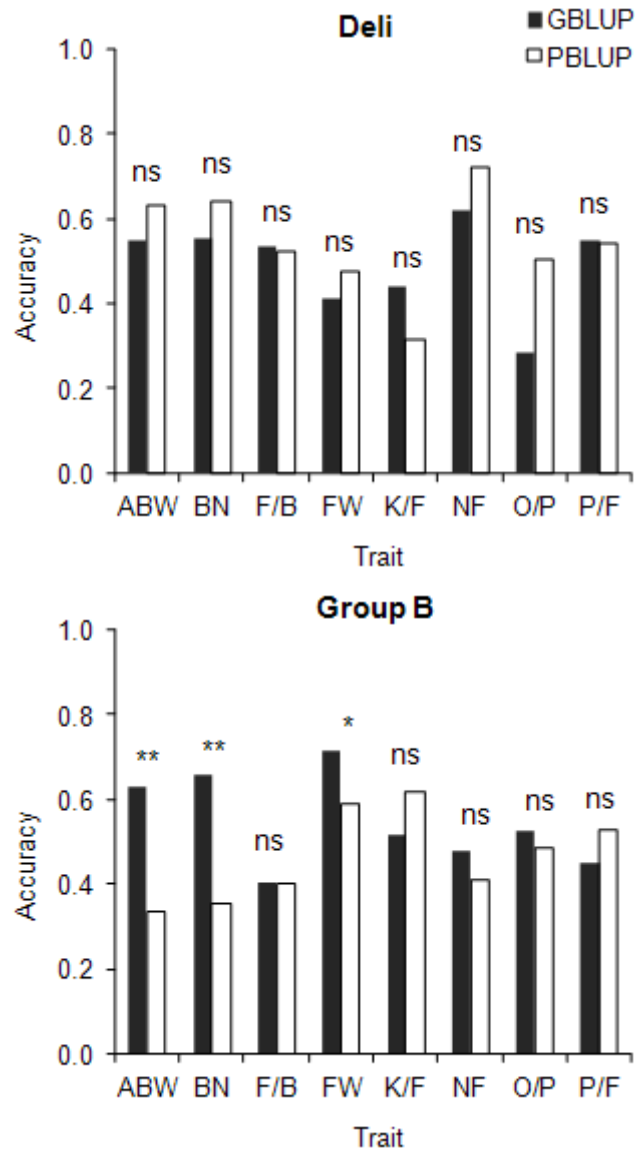 Deli
GBLUP
PBLUP
1.0
0.8
0.6
0.4
0.2
0.0
Accuracy
ns ns ns ns ns ns ns ns
ABW BN F/B FW K/F NF O/P P/F
Trait
Group B
1.0
0.8
0.6
0.4
0.2
0.0
Accuracy
** ** ns * ns ns ns ns
ABW BN F/B FW K/F NF O/P P/F
Trait